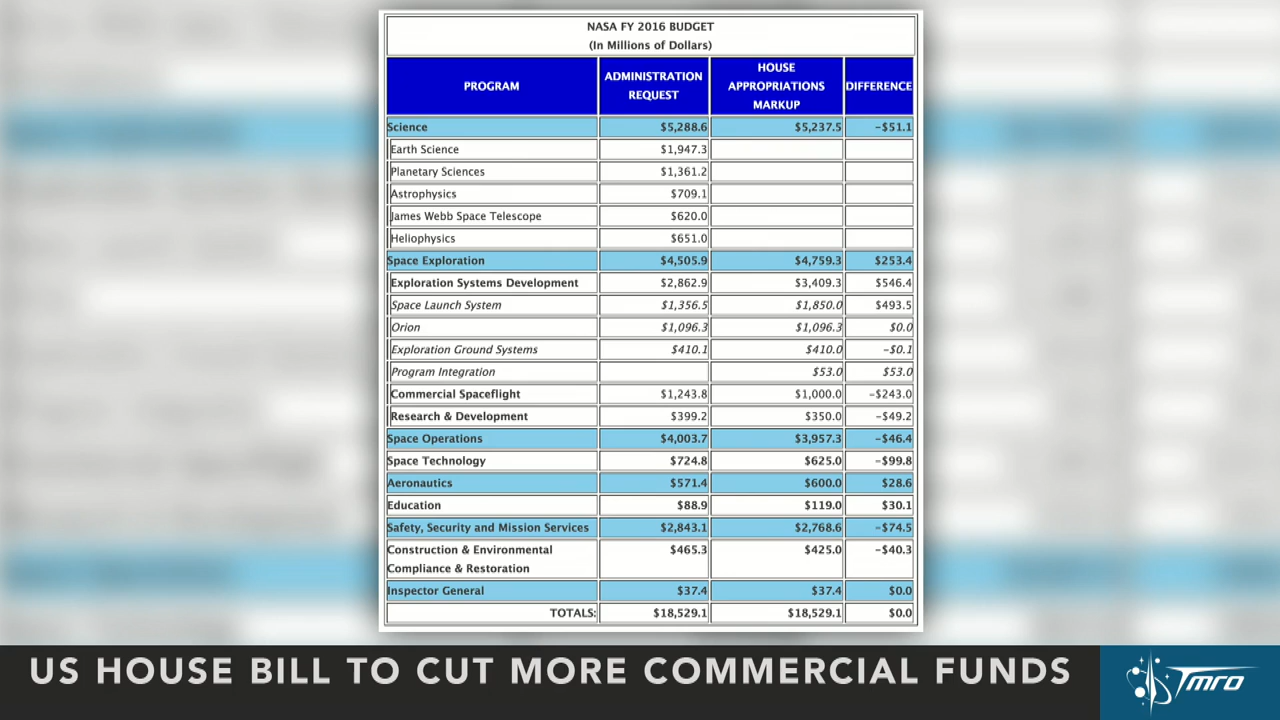 NASA FY 2016 BUDGET
(In Millions of Dollars)
PROGRAM ADMINISTRATION REQUEST HOUSE APPROPRIATIONS MARKUP DIFFERENCE
Science $5,288.6 $5,237.5 -$51.1
Earth Science $1,947.3
Planetary Sciences $1,361.2
Astrophysics $709.1
James Webb Space Telescope $620.0
Heliophysics $651.0
Space Exploration $4,505.9 $4,759.3 $253.4
Exploration Systems Development $2,862.9 $3,409.3 $546.4
Space Launch System $1,356.5 $1,850.0 $493.5
Orion $1,096.3 $1,096.3 $0.0
Exploration Ground Systems $410.1 $410.0 -$0.1
Program Integration $53.0 $53.0
Commercial Spaceflight $1,243.8 $1,000.0 -$243.0
Research & Development $399.2 $350.0 -$49.2
Space Operations $4,003.7 $3,957.3 -$46.4
Space Technology $724.8 $625.0 -$99.8
Aeronautics $571.4 $600.0 $28.6
Education $88.9 $119.0 $30.1
Safety, Security and Mission Services $2,843.1 $2,768.6 -$74.5
Construction & Environmental $465.3 $425.0 -$40.3
Compliance & Restoration
Inspector General $37.4 $37.4 $0.0
TOTALS: $18,529.1 $18,529.1 $0.0
US HOUSE BILL TO CUT MORE COMMERCIAL FUNDS
TMRO